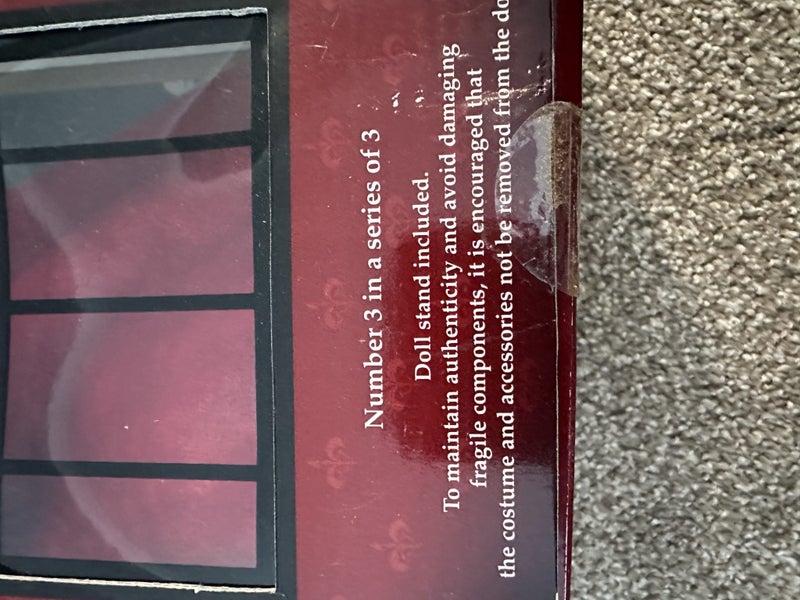 Number 3 in a series of 3
Doll stand included.
To maintain authenticity and avoid damaging
fragile components, it is encouraged that
the costume and accessories not be removed from the do